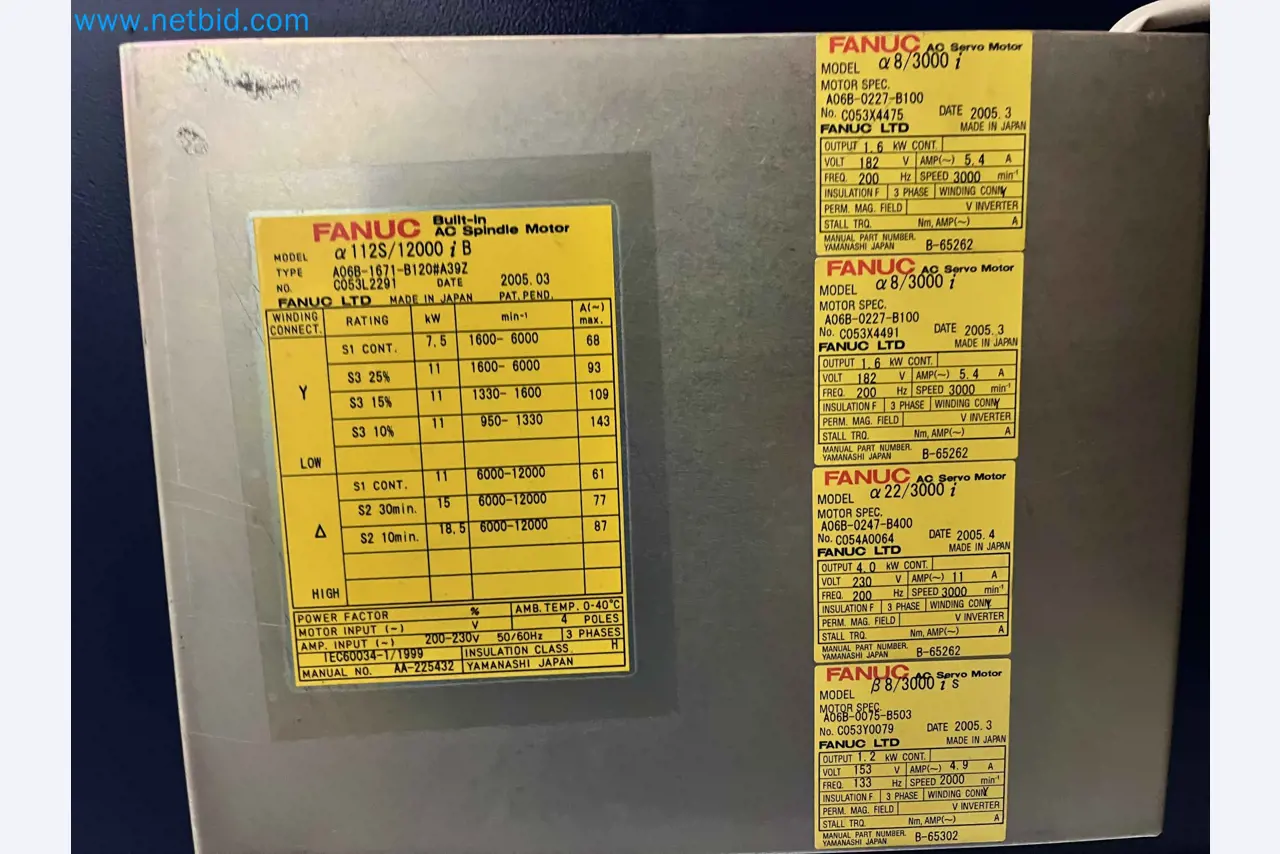 www.netbid.com
FANUC Built-in AC Spindle Motor
MODEL α112S/12000 i B
TYPE A06B-1671-B120#A39Z
NO. C053L2291 DATE 2005.03
FANUC LTD MADE IN JAPAN PAT. PEND.
WINDING CONNECT. RATING kW min⁻¹ A(~) max.
Y
S1 CONT. 7.5 1600- 6000 68
S3 25% 11 1600- 6000 93
S3 15% 11 1330- 1600 109
S3 10% 11 950- 1330 143
LOW
S1 CONT. 11 6000-12000 61
Δ
S2 30min. 15 6000-12000 77
S2 10min. 18.5 6000-12000 87
HIGH
POWER FACTOR % AMB. TEMP. 0-40°C
MOTOR INPUT (~) V 4 POLES
AMP. INPUT (~) 200-230V 50/60Hz 3 PHASES
IEC60034-1/1999 INSULATION CLASS H
MANUAL NO. AA-225432 YAMANASHI JAPAN
FANUC AC Servo Motor
MODEL α8/3000 i
MOTOR SPEC.
A06B-0227-B100
No. C053X4475 DATE 2005.3
FANUC LTD MADE IN JAPAN
OUTPUT 1.6 kW CONT.
VOLT 182 V AMP(~) 5.4 A
FREQ. 200 Hz SPEED 3000 min⁻¹
INSULATION F 3 PHASE WINDING CONN Y
PERM. MAG. FIELD V INVERTER
STALL TRQ. Nm, AMP(~) A
MANUAL PART NUMBER.
YAMANASHI JAPAN B-65262
FANUC AC Servo Motor
MODEL α8/3000 i
MOTOR SPEC.
A06B-0227-B100
No. C053X4491 DATE 2005.3
FANUC LTD MADE IN JAPAN
OUTPUT 1.6 kW CONT.
VOLT 182 V AMP(~) 5.4 A
FREQ. 200 Hz SPEED 3000 min⁻¹
INSULATION F 3 PHASE WINDING CONN Y
PERM. MAG. FIELD V INVERTER
STALL TRQ. Nm, AMP(~) A
MANUAL PART NUMBER.
YAMANASHI JAPAN B-65262
FANUC AC Servo Motor
MODEL α22/3000 i
MOTOR SPEC.
A06B-0247-B400
No. C054A0064 DATE 2005.4
FANUC LTD MADE IN JAPAN
OUTPUT 4.0 kW CONT.
VOLT 230 V AMP(~) 11 A
FREQ. 200 Hz SPEED 3000 min⁻¹
INSULATION F 3 PHASE WINDING CONN Y
PERM. MAG. FIELD V INVERTER
STALL TRQ. Nm, AMP(~) A
MANUAL PART NUMBER.
YAMANASHI JAPAN B-65262
FANUC AC Servo Motor
MODEL β8/3000 i s
MOTOR SPEC.
A06B-0075-B503
No. C053Y0079 DATE 2005.3
FANUC LTD MADE IN JAPAN
OUTPUT 1.2 kW CONT.
VOLT 153 V AMP(~) 4.9 A
FREQ. 133 Hz SPEED 2000 min⁻¹
INSULATION F 3 PHASE WINDING CONN Y
PERM. MAG. FIELD V INVERTER
STALL TRQ. Nm, AMP(~) A
MANUAL PART NUMBER.
YAMANASHI JAPAN B-65302